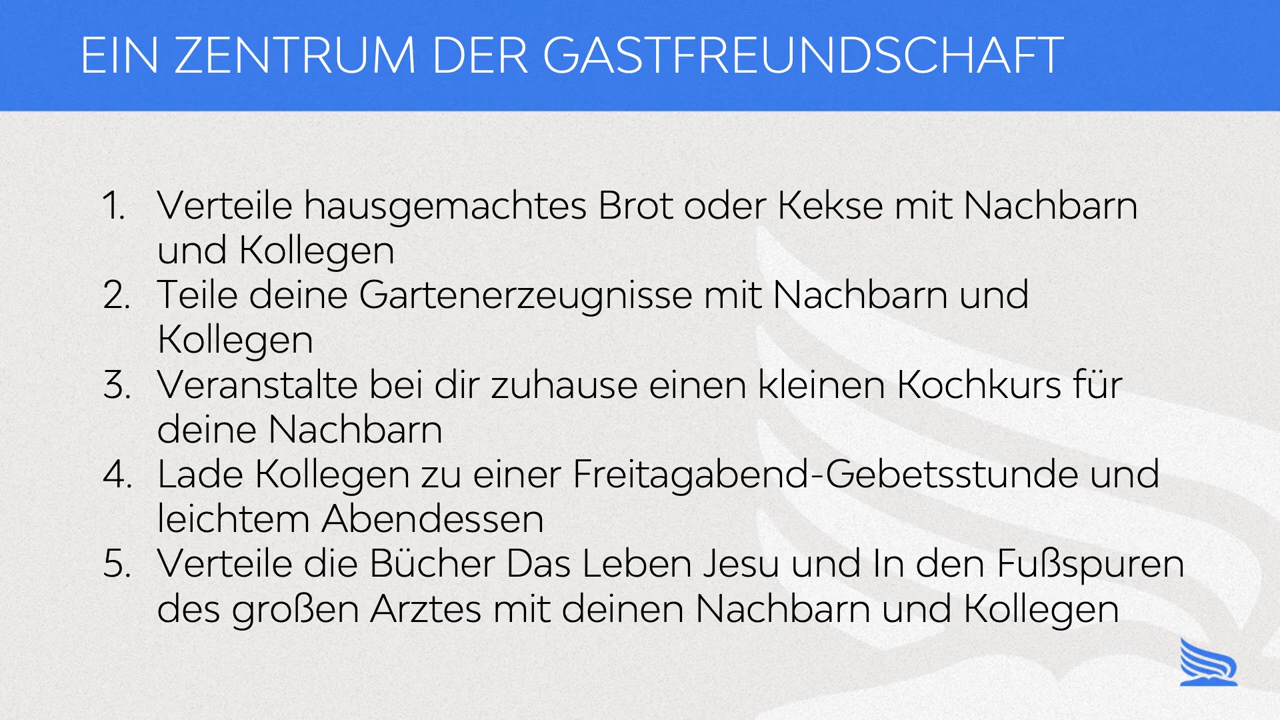 EIN ZENTRUM DER GASTFREUNDSCHAFT
1. Verteile hausgemachtes Brot oder Kekse mit Nachbarn
und Kollegen
2. Teile deine Gartenerzeugnisse mit Nachbarn und
Kollegen
3. Veranstalte bei dir zuhause einen kleinen Kochkurs für
deine Nachbarn
4. Lade Kollegen zu einer Freitagabend-Gebetsstunde und
leichtem Abendessen
5. Verteile die Bücher Das Leben Jesu und In den Fußspuren
des großen Arztes mit deinen Nachbarn und Kollegen